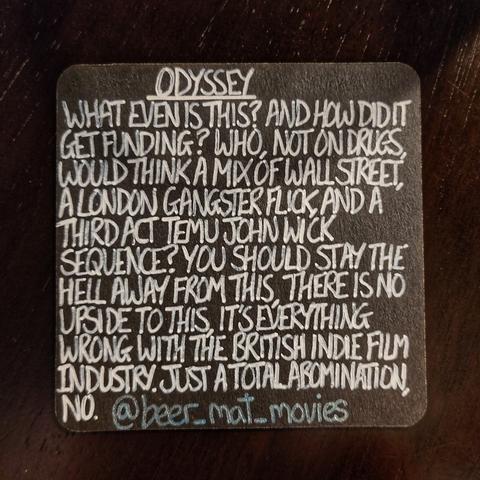 ODYSSEY
WHAT EVEN IS THIS? AND HOW DID IT
GET FUNDING? WHO, NOT ON DRUGS,
WOULD THINK A MIX OF WALL STREET,
A LONDON GANGSTER FLICK, AND A
THIRD ACT TEMU JOHN WICK
SEQUENCE? YOU SHOULD STAY THE
HELL AWAY FROM THIS, THERE IS NO
UPSIDE TO THIS, IT'S EVERYTHING
WRONG WITH THE BRITISH INDIE FILM
INDUSTRY. JUST A TOTAL ABOMINATION,
NO. @beer_mat_movies